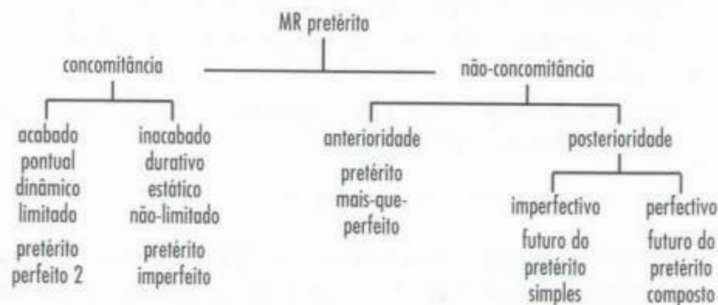 MR pretérito
concomitância
não-concomitância
acabado
pontual
dinâmico
limitado
pretérito
perfeito 2
inacabado
durativo
estático
não-limitado
pretérito
imperfeito
anterioridade
pretérito
mais-que-
perfeito
posterioridade
imperfectivo
futuro do
pretérito
simples
perfectivo
futuro do
pretérito
composto